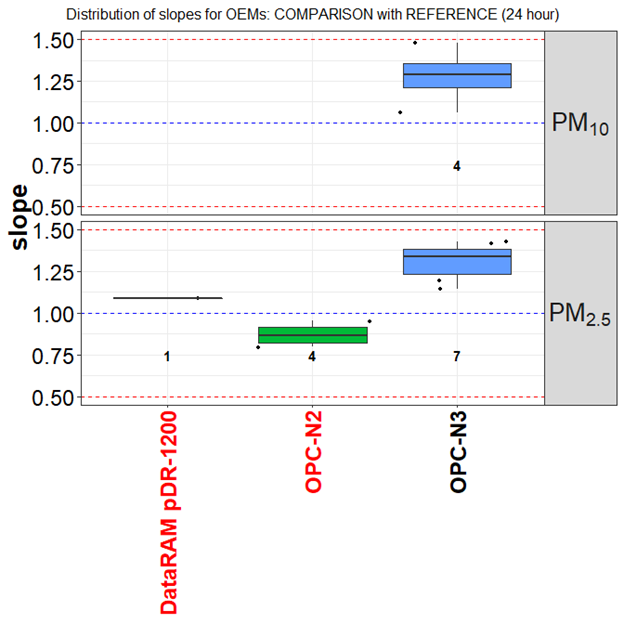 Distribution of slopes for OEMs: COMPARISON with REFERENCE (24 hour)
slope
1.50
1.25
1.00
0.75
0.50
4
PM10
1.50
1.25
1.00
0.75
0.50
1
4
7
PM2.5
DataRAM pDR-1200
OPC-N2
OPC-N3